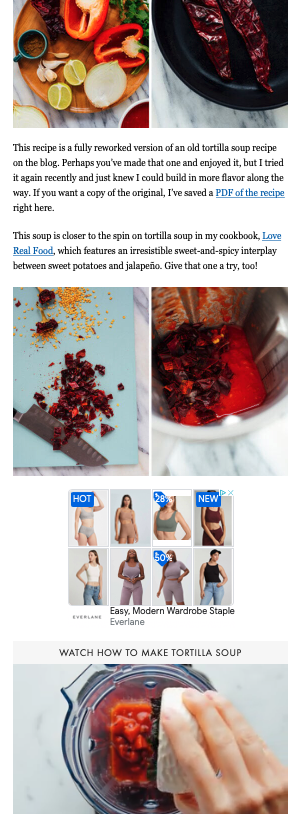 This recipe is a fully reworked version of an old tortilla soup recipe
on the blog. Perhaps you've made that one and enjoyed it, but I tried
it again recently and just knew I could build in more flavor along the
way. If you want a copy of the original, I've saved a PDF of the recipe
right here.
This soup is closer to the spin on tortilla soup in my cookbook, Love
Real Food, which features an irresistible sweet-and-spicy interplay
between sweet potatoes and jalapeño. Give that one a try, too!
HOT
28%
NEW
50%
EVERLANE
Easy, Modern Wardrobe Staple
Everlane
WATCH HOW TO MAKE TORTILLA SOUP